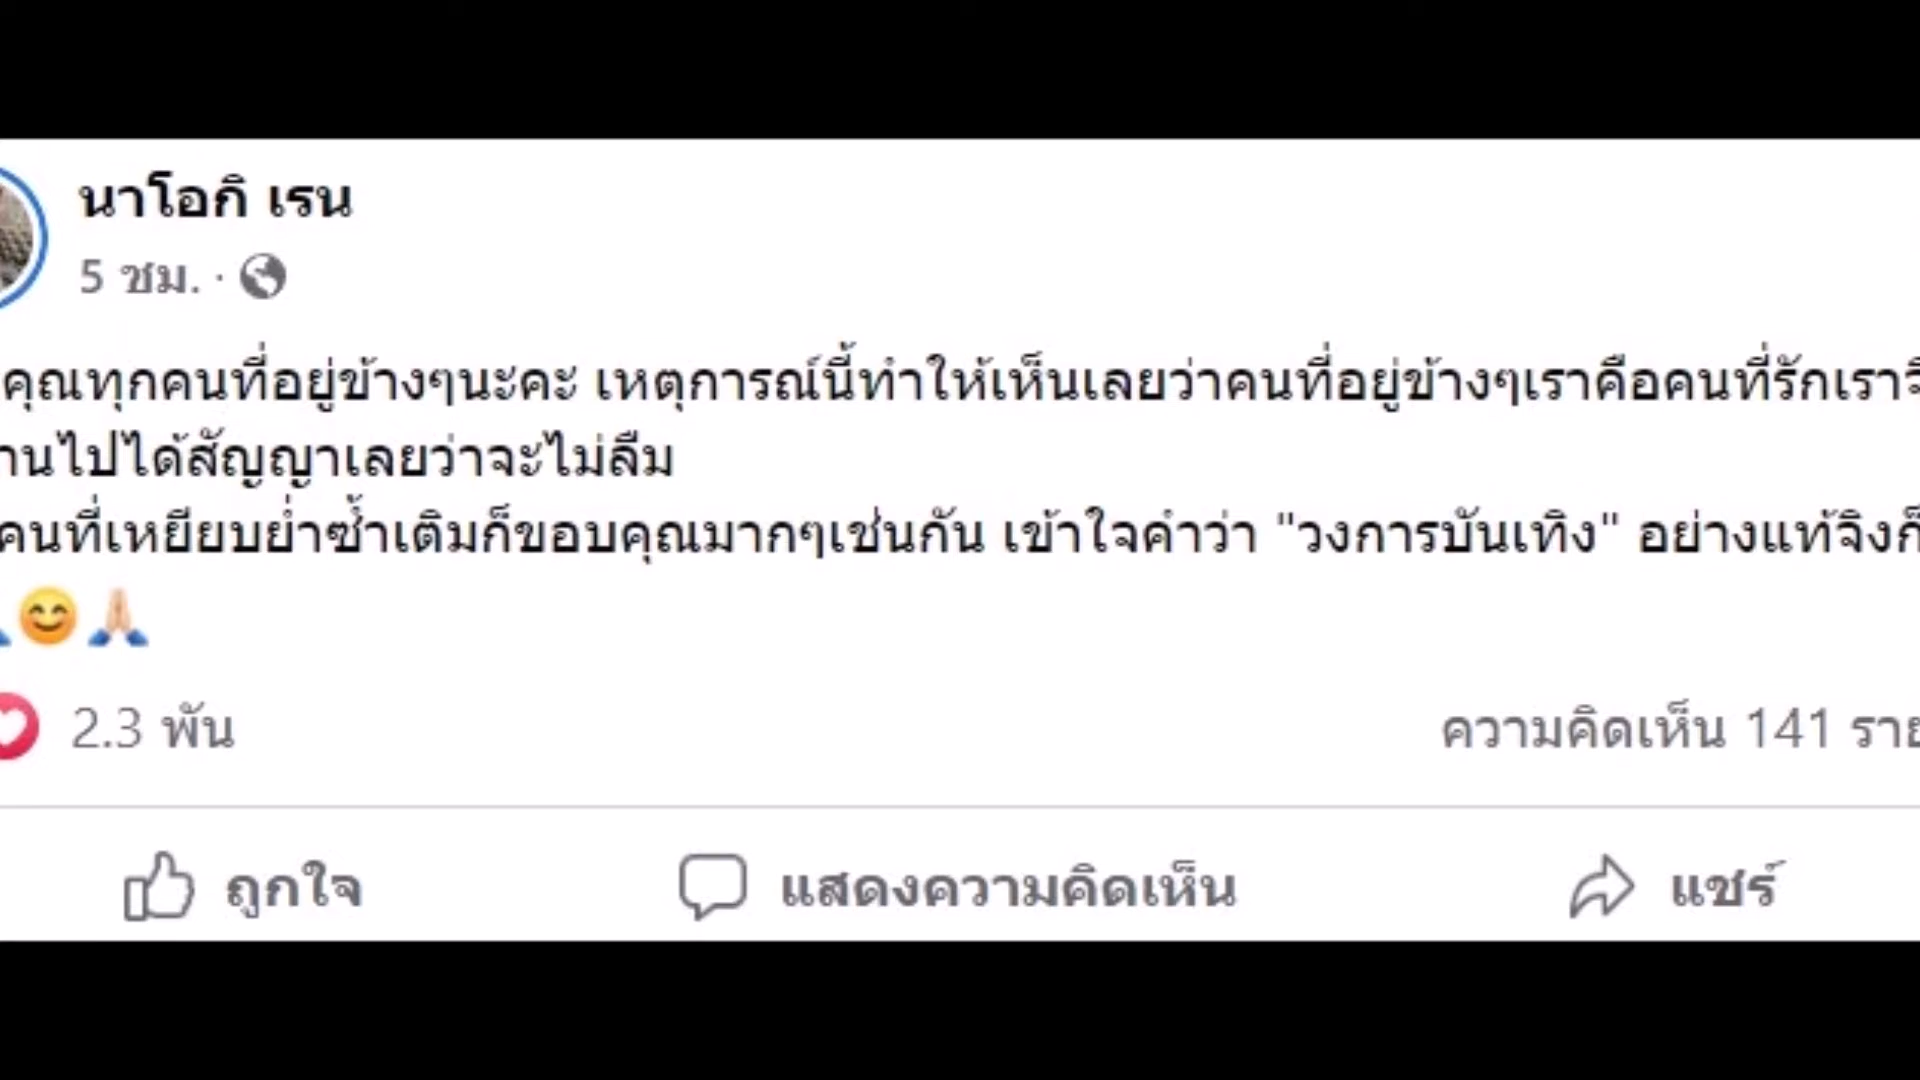 นาโอกิ เรน
5 ชม. ·
คุณทุกคนที่อยู่ข้างๆนะคะ เหตุการณ์นี้ทำให้เห็นเลยว่าคนที่อยู่ข้างๆเราคือคนที่รักเรา
านไปได้สัญญาเลยว่าจะไม่ลืม
คนที่เหยียบย่ำซ้ำเติมก็ขอบคุณมากๆเช่นกัน เข้าใจคำว่า "วงการบันเทิง" อย่างแท้จิงก็
😊🙏🏻
2.3 พัน
ความคิดเห็น 141 ราย
ถูกใจ
แสดงความคิดเห็น
แชร์